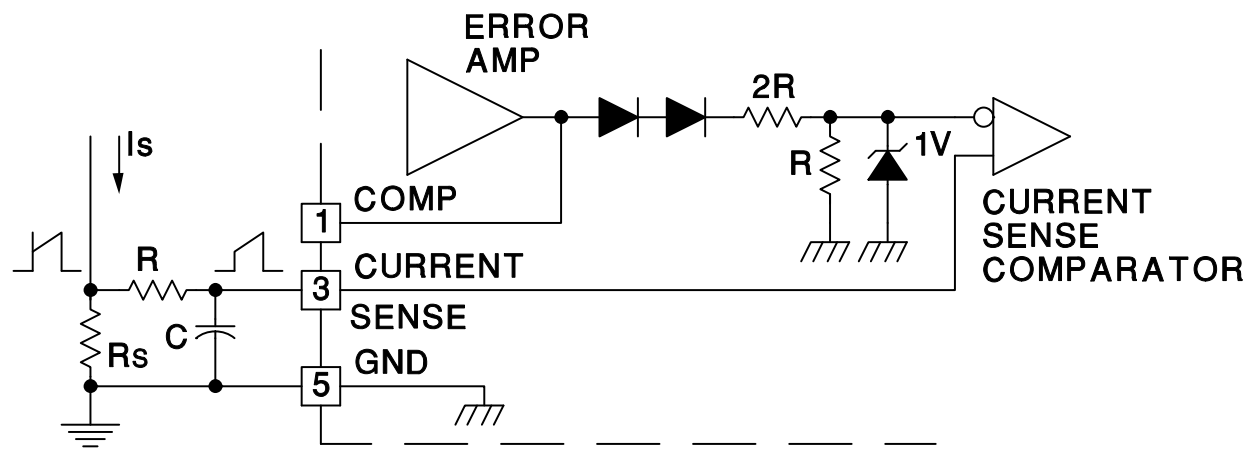 ERROR
AMP
2R
Is
R
1V
1
COMP
CURRENT
SENSE
COMPARATOR
R
3
CURRENT
SENSE
C
Rs
GND
5